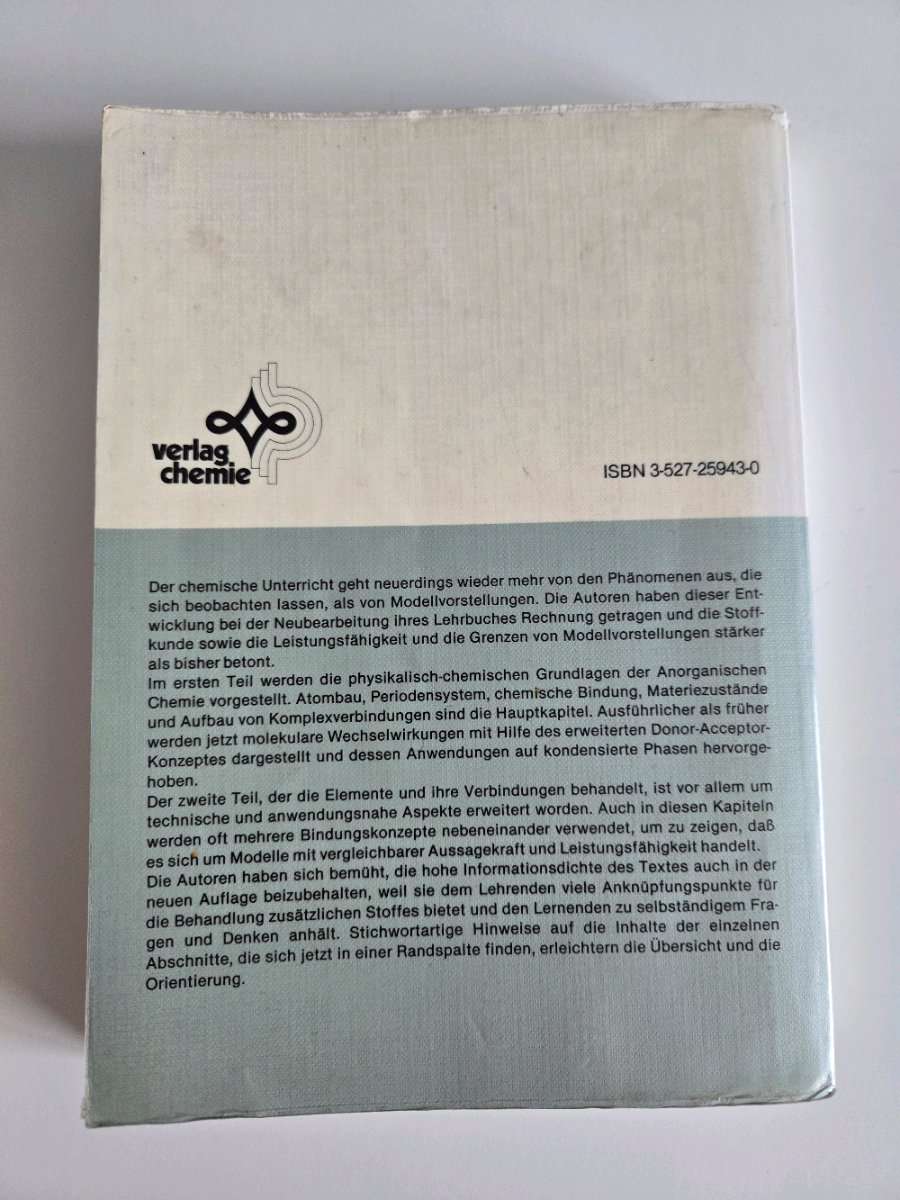 verlag
chemie
ISBN 3-527-25943-0
Der chemische Unterricht geht neuerdings wieder mehr von den Phänomenen aus, die
sich beobachten lassen, als von Modellvorstellungen. Die Autoren haben dieser Ent-
wicklung bei der Neubearbeitung ihres Lehrbuches Rechnung getragen und die Stoff-
kunde sowie die Leistungsfähigkeit und die Grenzen von Modellvorstellungen stärker
als bisher betont.
Im ersten Teil werden die physikalisch-chemischen Grundlagen der Anorganischen
Chemie vorgestellt. Atombau, Periodensystem, chemische Bindung, Materiezustände
und Aufbau von Komplexverbindungen sind die Hauptkapitel. Ausführlicher als früher
werden jetzt molekulare Wechselwirkungen mit Hilfe des erweiterten Donor-Acceptor-
Konzeptes dargestellt und dessen Anwendungen auf kondensierte Phasen hervorge-
hoben.
Der zweite Teil, der die Elemente und ihre Verbindungen behandelt, ist vor allem um
technische und anwendungsnahe Aspekte erweitert worden. Auch in diesen Kapiteln
werden oft mehrere Bindungskonzepte nebeneinander verwendet, um zu zeigen, daß
es sich um Modelle mit vergleichbarer Aussagekraft und Leistungsfähigkeit handelt.
Die Autoren haben sich bemüht, die hohe Informationsdichte des Textes auch in der
neuen Auflage beizubehalten, weil sie dem Lehrenden viele Anknüpfungspunkte für
die Behandlung zusätzlichen Stoffes bietet und den Lernenden zu selbständigem Fra-
gen und Denken anhält. Stichwortartige Hinweise auf die Inhalte der einzelnen
Abschnitte, die sich jetzt in einer Randspalte finden, erleichtern die Übersicht und die
Orientierung.